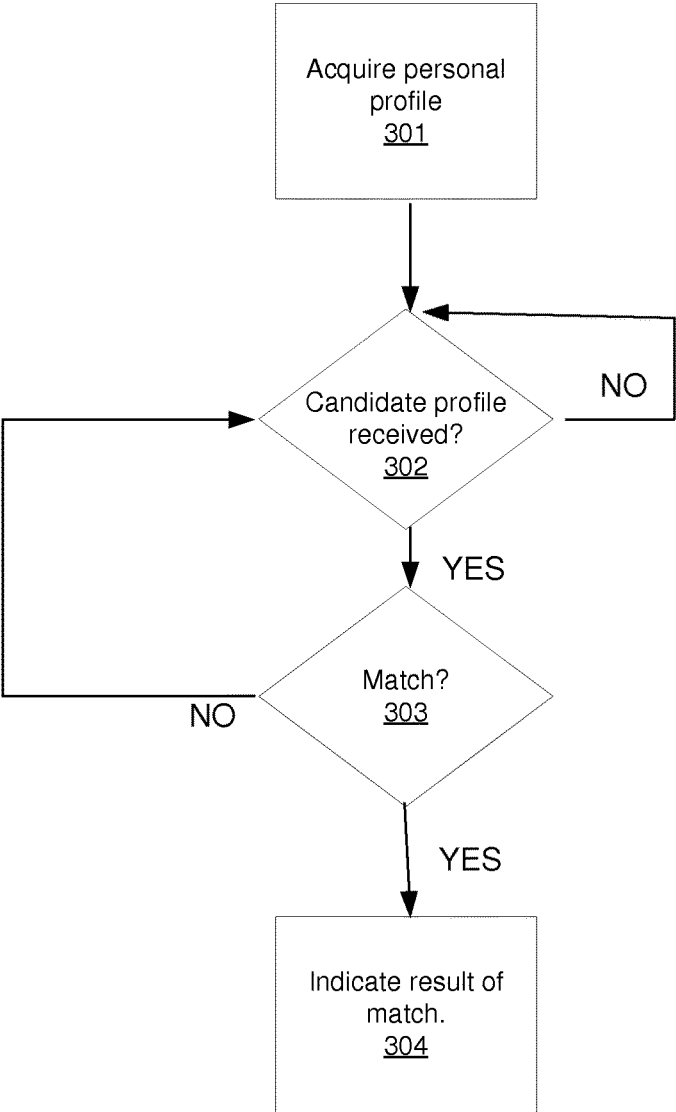 Acquire personal
profile
301
NO
Candidate profile
received?
302
YES
Match?
303
NO
YES
Indicate result of
match.
304